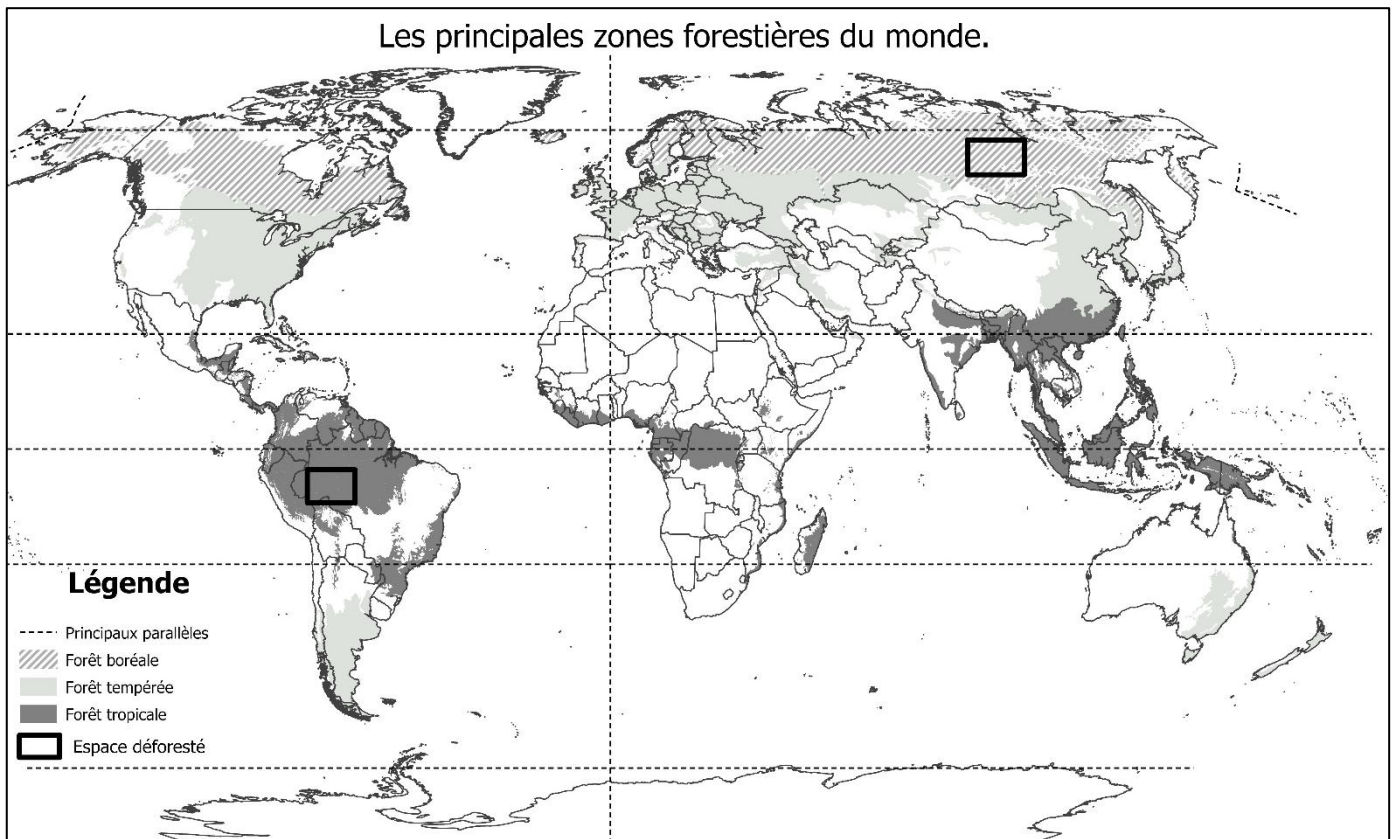 Les principales zones forestières du monde.
Légende
Principaux parallèles
Forêt boréale
Forêt tempérée
Forêt tropicale
Espace déforesté